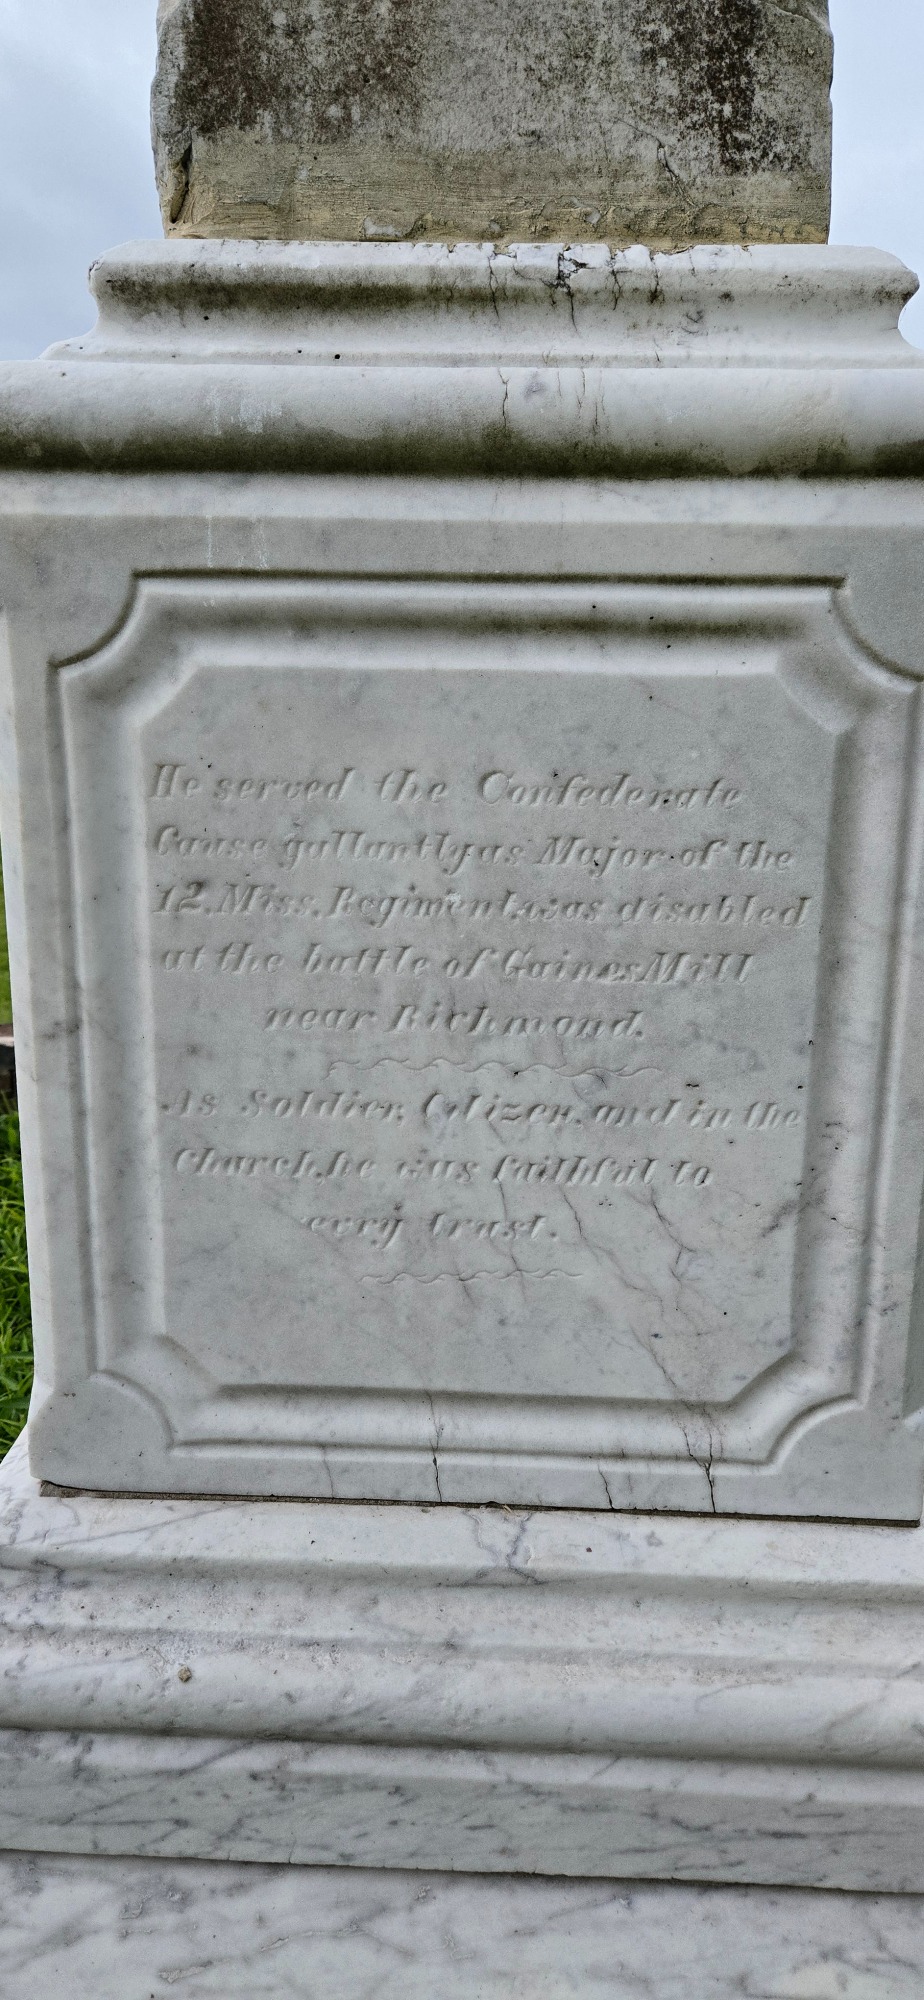 He served the Confederate
Cause gallantly as Major of the
12. Miss. Regiment, was disabled
at the battle of Gaines Mill
near Richmond.
As Soldier, Citizen, and in the
Church, he was faithful to
evry trust.